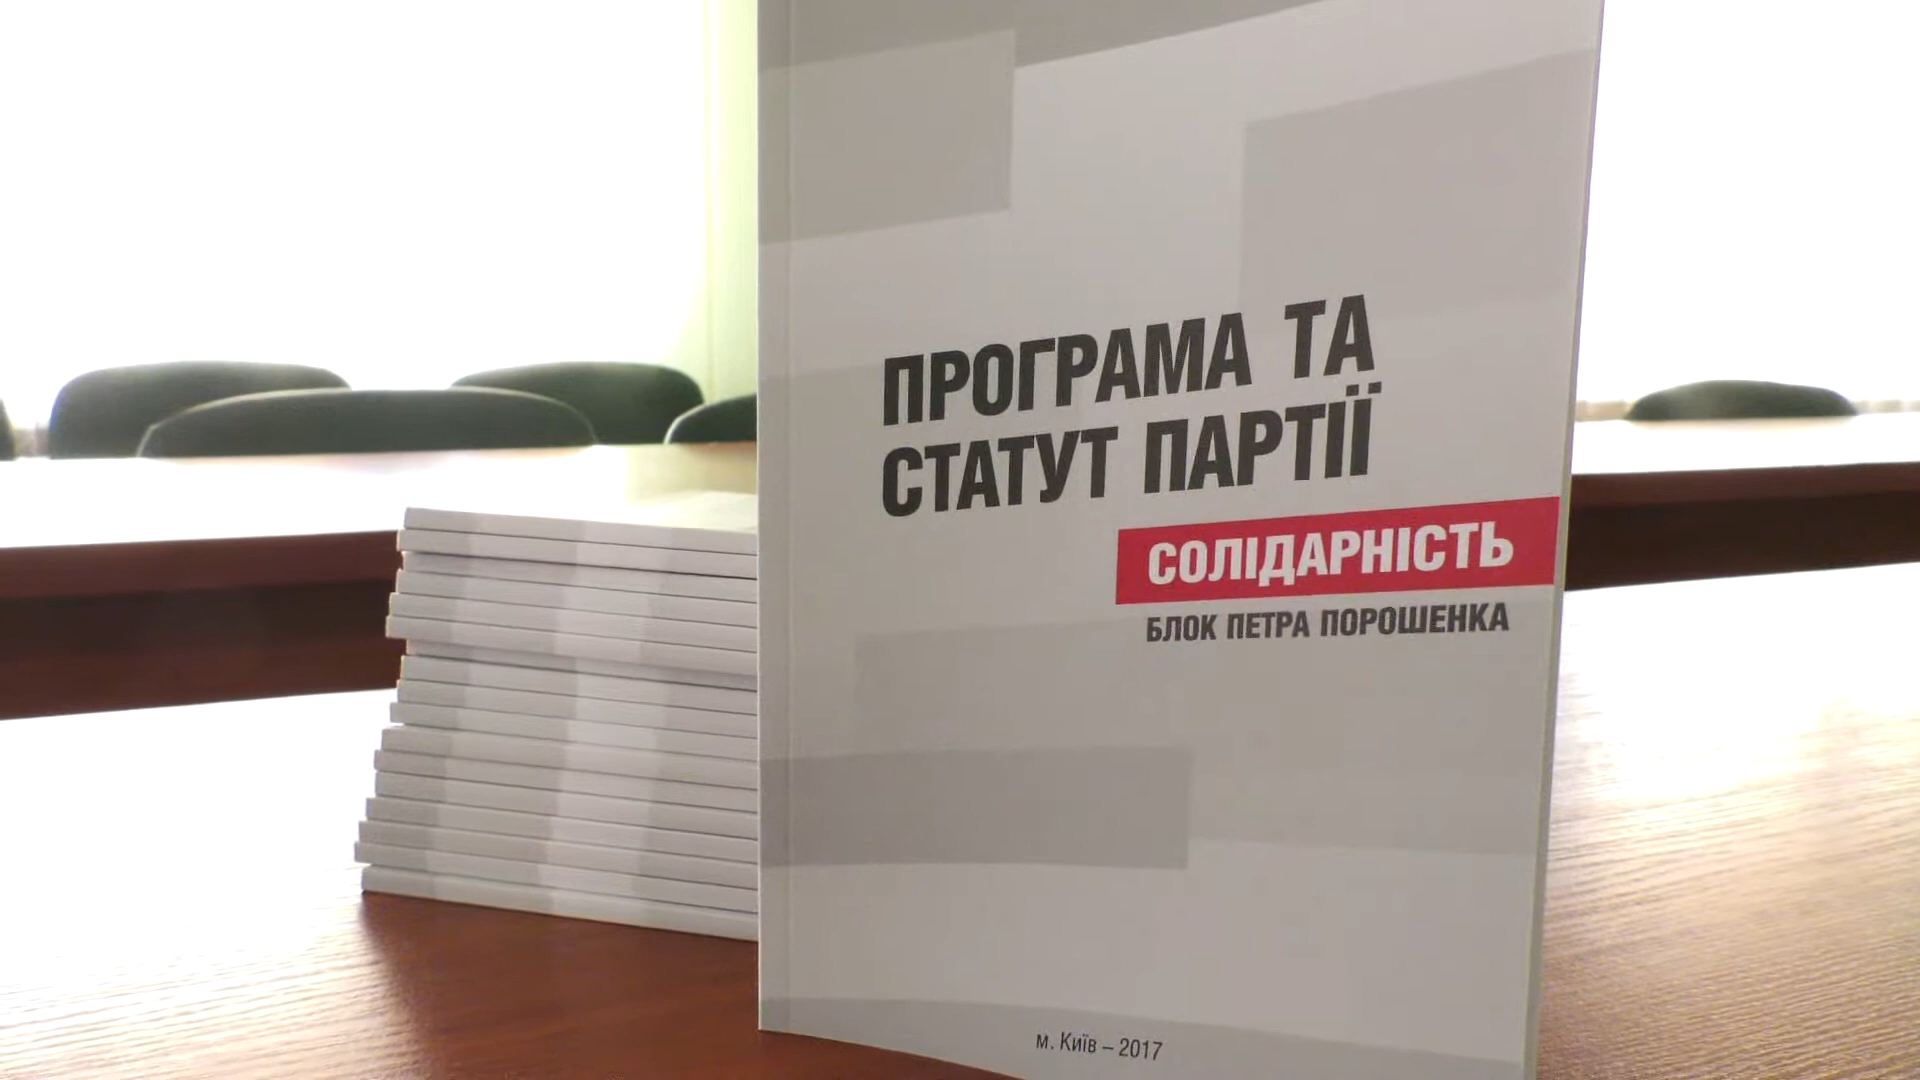 ПРОГРАМА ТА
СТАТУТ ПАРТІЇ
СОЛІДАРНІСТЬ
БЛОК ПЕТРА ПОРОШЕНКА
м. Київ – 2017